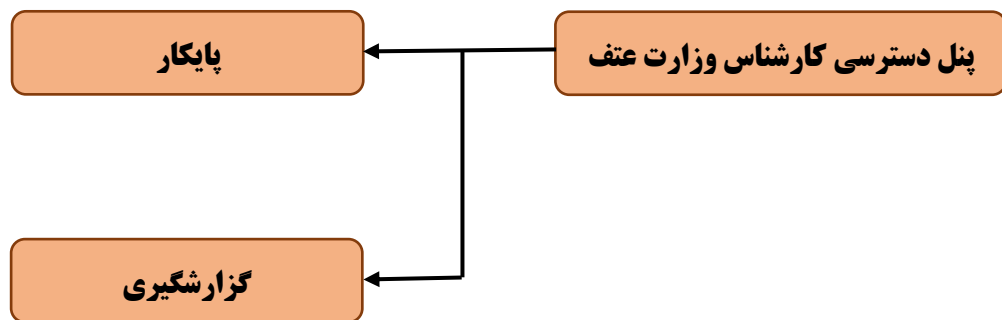 پنل دسترسی کارشناس وزارت عتف
پایکار
گزارشگیری